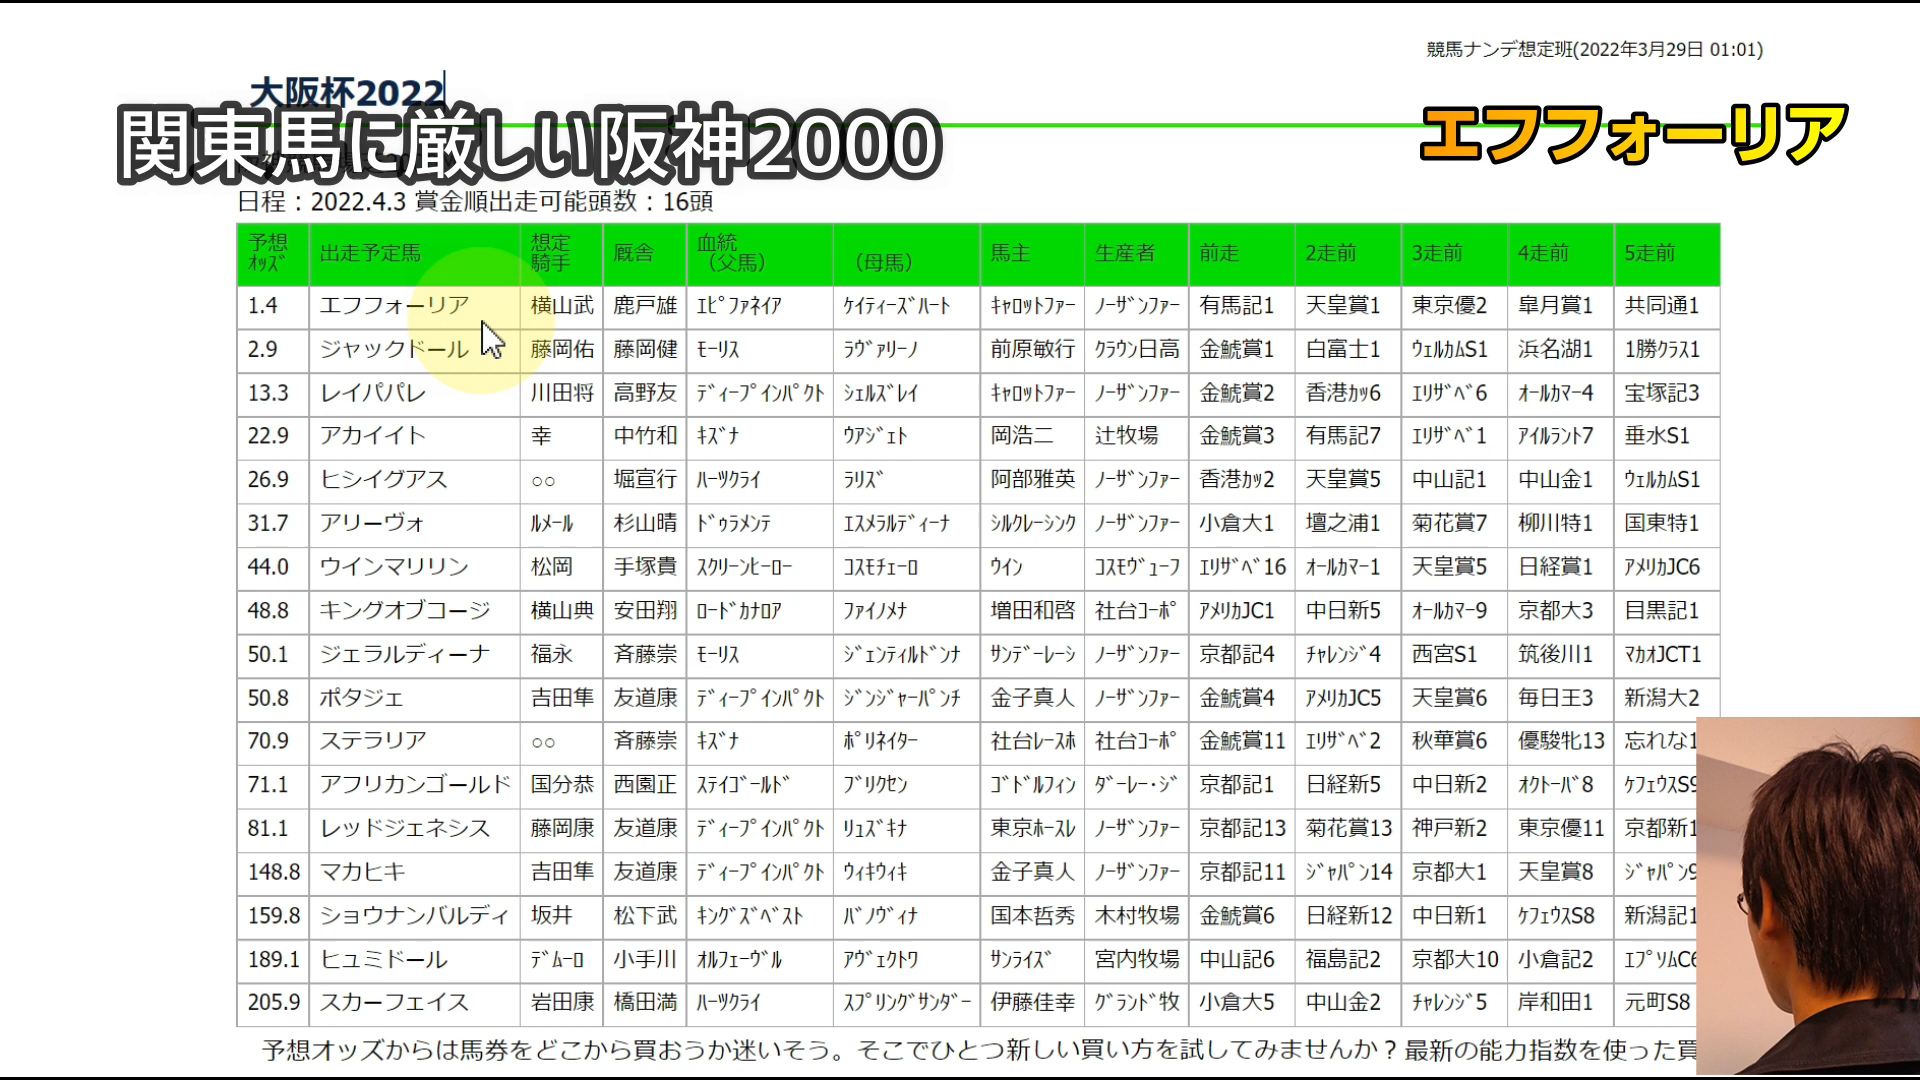 競馬ナンデ想定班(2022年3月29日 01:01)
大阪杯2022
関東馬に厳しい阪神2000
エフフォーリア
日程：2022.4.3 賞金順出走可能頭数：16頭
予想ｵｯｽﾞ 出走予定馬 想定騎手 厩舎 血統（父馬） （母馬） 馬主 生産者 前走 2走前 3走前 4走前 5走前
1.4 エフフォーリア 横山武 鹿戸雄 ｴﾋﾟﾌｧﾈｲｱ ｹｲﾃｨｰｽﾞﾊｰﾄ ｷｬﾛｯﾄﾌｧｰ ﾉｰｻﾞﾝﾌｧｰ 有馬記1 天皇賞1 東京優2 皐月賞1 共同通1
2.9 ジャックドール 藤岡佑 藤岡健 ﾓｰﾘｽ ﾗｳﾞｧﾘｰﾉ 前原敏行 ｸﾗｳﾝ日高 金鯱賞1 白富士1 ｳｪﾙｶﾑS1 浜名湖1 1勝ｸﾗｽ1
13.3 レイパパレ 川田将 高野友 ﾃﾞｨｰﾌﾟｲﾝﾊﾟｸﾄ ｼｪﾙｽﾞﾚｲ ｷｬﾛｯﾄﾌｧｰ ﾉｰｻﾞﾝﾌｧｰ 金鯱賞2 香港ｶｯ6 ｴﾘｻﾞﾍﾞ6 ｵｰﾙｶﾏｰ4 宝塚記3
22.9 アカイイト 幸 中竹和 ｷｽﾞﾅ ｳｱｼﾞｪﾄ 岡浩二 辻牧場 金鯱賞3 有馬記7 ｴﾘｻﾞﾍﾞ1 ｱｲﾙﾗﾝﾄ7 垂水S1
26.9 ヒシイグアス ○○ 堀宣行 ﾊｰﾂｸﾗｲ ﾗﾘｽﾞ 阿部雅英 ﾉｰｻﾞﾝﾌｧｰ 香港ｶｯ2 天皇賞5 中山記1 中山金1 ｳｪﾙｶﾑS1
31.7 アリーヴォ ﾙﾒｰﾙ 杉山晴 ﾄﾞｩﾗﾒﾝﾃ ｴｽﾒﾗﾙﾃﾞｨｰﾅ ｼﾙｸﾚｰｼﾝｸ ﾉｰｻﾞﾝﾌｧｰ 小倉大1 壇之浦1 菊花賞7 柳川特1 国東特1
44.0 ウインマリリン 松岡 手塚貴 ｽｸﾘｰﾝﾋｰﾛｰ ｺｽﾓﾁｪｰﾛ ｳｲﾝ ｺｽﾓｳﾞｭｰﾌ ｴﾘｻﾞﾍﾞ16 ｵｰﾙｶﾏｰ1 天皇賞5 日経賞1 ｱﾒﾘｶJC6
48.8 キングオブコージ 横山典 安田翔 ﾛｰﾄﾞｶﾅﾛｱ ﾌｧｲﾉﾒﾅ 増田和啓 社台ｺｰﾎﾟ ｱﾒﾘｶJC1 中日新5 ｵｰﾙｶﾏｰ9 京都大3 目黒記1
50.1 ジェラルディーナ 福永 斉藤崇 ﾓｰﾘｽ ｼﾞｪﾝﾃｨﾙﾄﾞﾝﾅ ｻﾝﾃﾞｰﾚｰｼ ﾉｰｻﾞﾝﾌｧｰ 京都記4 ﾁｬﾚﾝｼﾞ4 西宮S1 筑後川1 ﾏｶｵJCT1
50.8 ポタジェ 吉田隼 友道康 ﾃﾞｨｰﾌﾟｲﾝﾊﾟｸﾄ ｼﾞﾝｼﾞｬｰﾊﾟﾝﾁ 金子真人 ﾉｰｻﾞﾝﾌｧｰ 金鯱賞4 ｱﾒﾘｶJC5 天皇賞6 毎日王3 新潟大2
70.9 ステラリア ○○ 斉藤崇 ｷｽﾞﾅ ﾎﾟﾘﾈｲﾀｰ 社台ﾚｰｽﾎ 社台ｺｰﾎﾟ 金鯱賞11 ｴﾘｻﾞﾍﾞ2 秋華賞6 優駿牝13 忘れな1
71.1 アフリカンゴールド 国分恭 西園正 ｽﾃｲｺﾞｰﾙﾄﾞ ﾌﾞﾘｸｾﾝ ｺﾞﾄﾞﾙﾌｨﾝ ﾀﾞｰﾚｰ･ｼﾞ 京都記1 日経新5 中日新2 ｵｸﾄｰﾊﾞ8 ｹﾌｪｳｽS9
81.1 レッドジェネシス 藤岡康 友道康 ﾃﾞｨｰﾌﾟｲﾝﾊﾟｸﾄ ﾘｭｽﾞｷﾅ 東京ﾎｰｽﾚ ﾉｰｻﾞﾝﾌｧｰ 京都記13 菊花賞13 神戸新2 東京優11 京都新1
148.8 マカヒキ 吉田隼 友道康 ﾃﾞｨｰﾌﾟｲﾝﾊﾟｸﾄ ｳｨｷｳｨｷ 金子真人 ﾉｰｻﾞﾝﾌｧｰ 京都記11 ｼﾞｬﾊﾟﾝ14 京都大1 天皇賞8 ｼﾞｬﾊﾟﾝ9
159.8 ショウナンバルディ 坂井 松下武 ｷﾝｸﾞｽﾞﾍﾞｽﾄ ﾊﾞﾉｳﾞｨﾅ 国本哲秀 木村牧場 金鯱賞6 日経新12 中日新1 ｹﾌｪｳｽS8 新潟記1
189.1 ヒュミドール ﾃﾞﾑｰﾛ 小手川 ｵﾙﾌｪｰｳﾞﾙ ｱｳﾞｪｸﾄﾜ ｻﾝﾗｲｽﾞ 宮内牧場 中山記6 福島記2 京都大10 小倉記2 ｴﾌﾟｿﾑC6
205.9 スカーフェイス 岩田康 橋田満 ﾊｰﾂｸﾗｲ ｽﾌﾟﾘﾝｸﾞｻﾝﾀﾞｰ 伊藤佳幸 ｸﾞﾗﾝﾄﾞ牧 小倉大5 中山金2 ﾁｬﾚﾝｼﾞ5 岸和田1 元町S8
予想オッズからは馬券をどこから買おうか迷いそう。そこでひとつ新しい買い方を試してみませんか？最新の能力指数を使った買